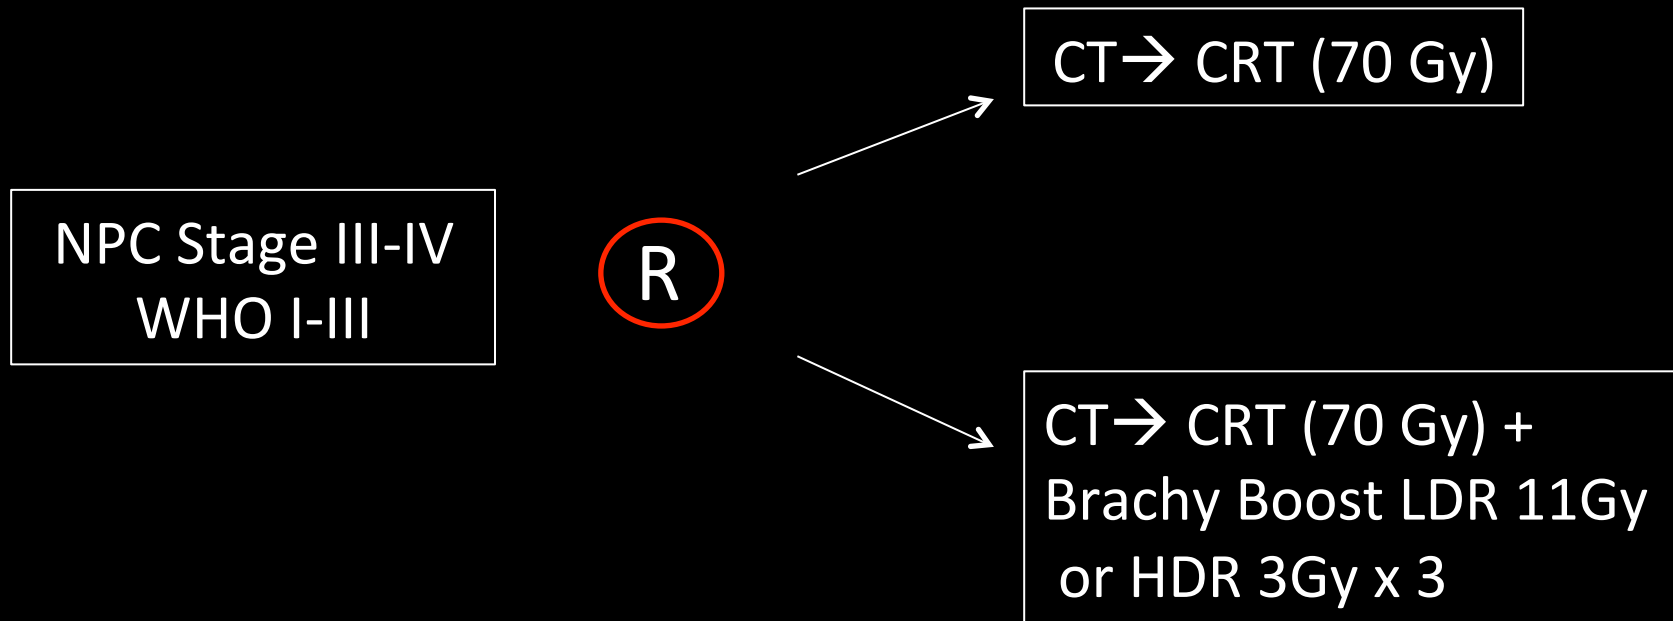 CT→ CRT (70 Gy)
NPC Stage III-IV
WHO I-III
R
CT→ CRT (70 Gy) +
Brachy Boost LDR 11Gy
or HDR 3Gy x 3